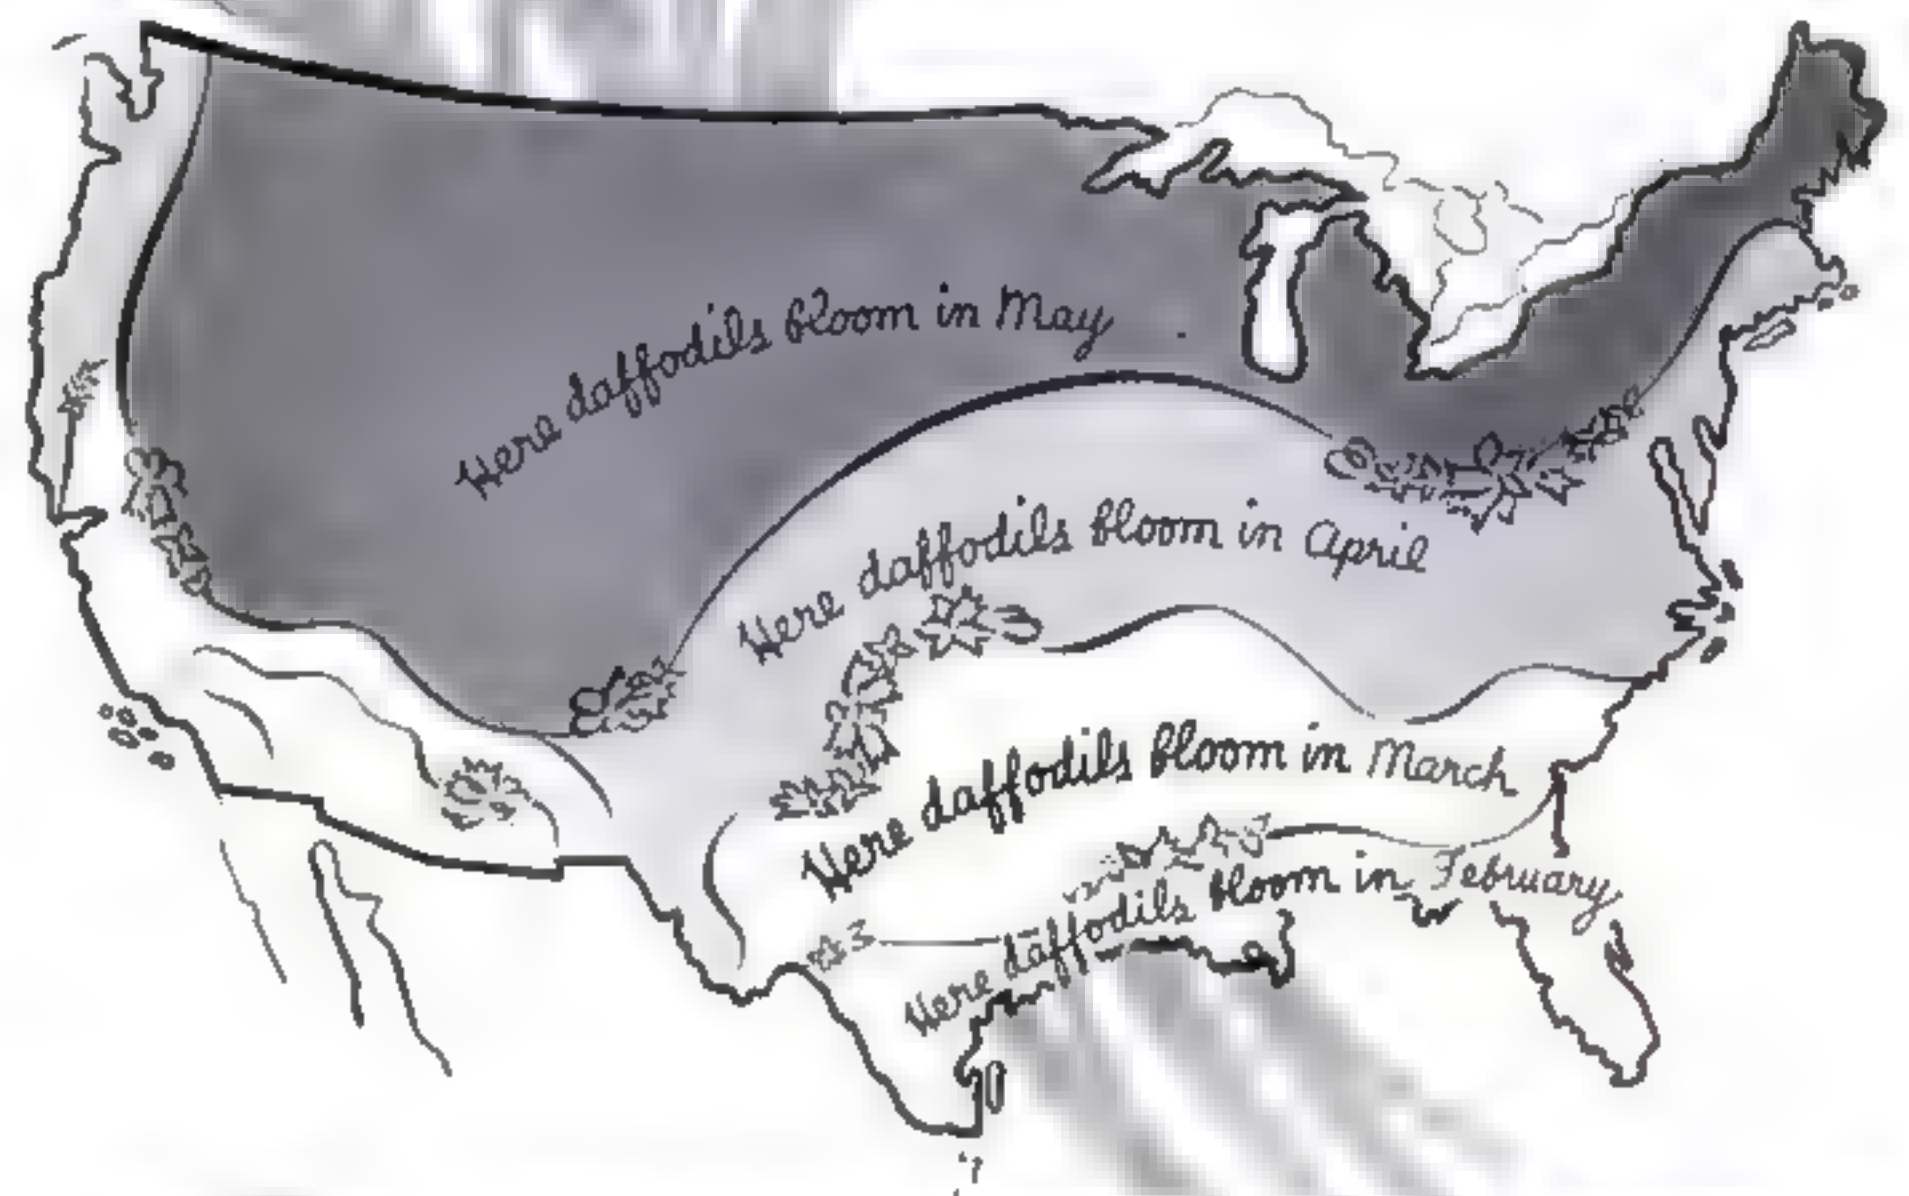 Here daffodils bloom in May
Here daffodils bloom in April
Here daffodils bloom in March
Here daffodils bloom in February